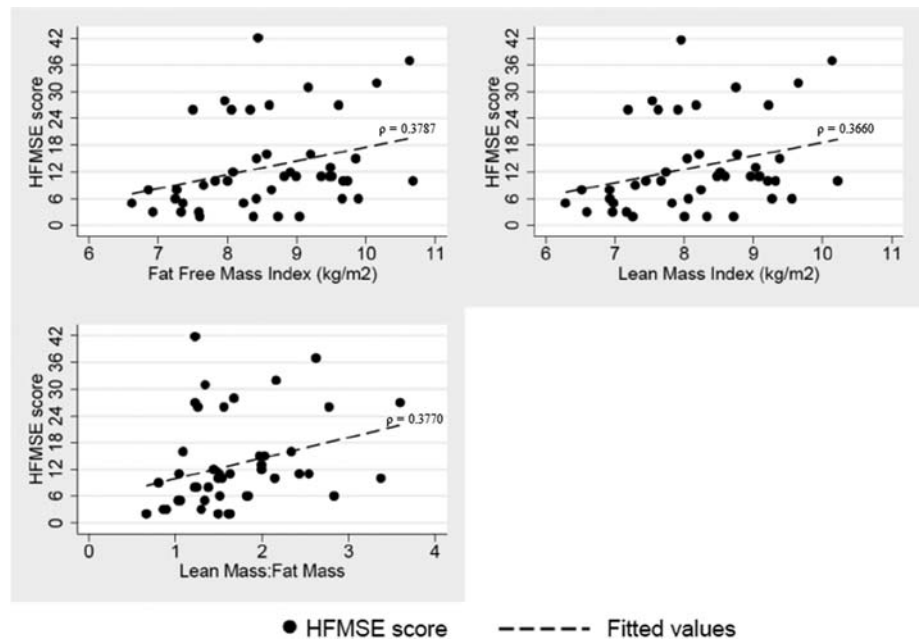 HFMSE score
42
36
30
24
18
12
6
0
ρ = 0.3787
6 7 8 9 10 11
Fat Free Mass Index (kg/m2)
HFMSE score
42
36
30
24
18
12
6
0
ρ = 0.3660
6 7 8 9 10 11
Lean Mass Index (kg/m2)
HFMSE score
42
36
30
24
18
12
6
0
ρ = 0.3770
0 1 2 3 4
Lean Mass:Fat Mass
HFMSE score Fitted values